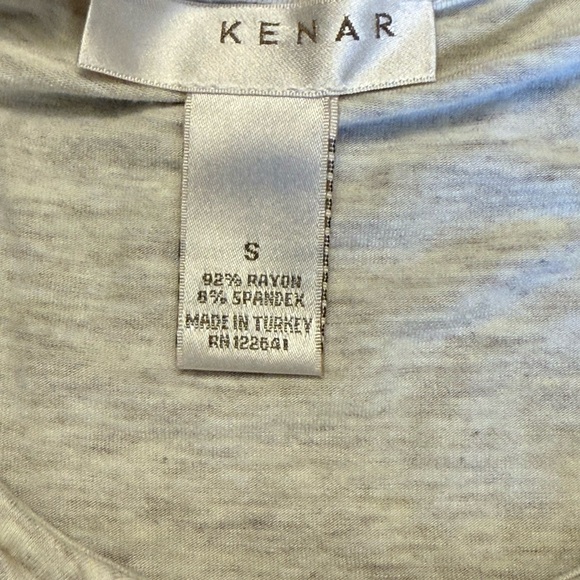 KENAR
S
92% RAYON
8% SPANDEX
MADE IN TURKEY
RN 122641